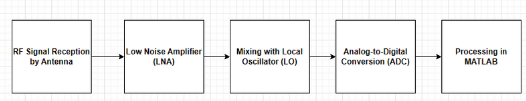 RF Signal Reception
by Antenna
Low Noise Amplifier
(LNA)
Mixing with Local
Oscillator (LO)
Analog-to-Digital
Conversion (ADC)
Processing in
MATLAB